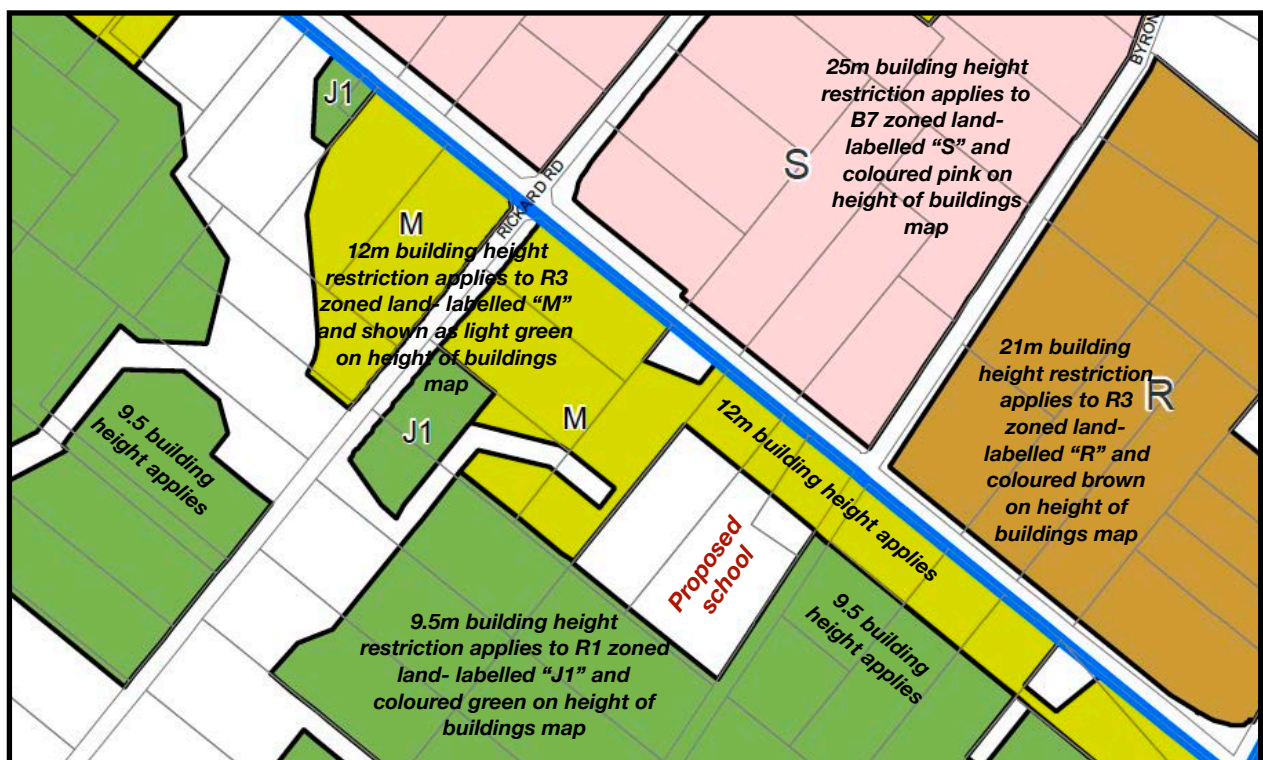 BYRON
25m building height
restriction applies to
B7 zoned land-
labelled “S” and
coloured pink on
height of buildings
map
S
J1
RICKARD RD
M
12m building height
restriction applies to R3
zoned land- labelled “M”
and shown as light green
on height of buildings
map
21m building
height restriction
applies to R3
zoned land-
labelled “R” and
coloured brown
on height of
buildings map
R
9.5 building
height applies
J1
M
12m building height applies
Proposed
school
9.5 building
height applies
9.5m building height
restriction applies to R1 zoned
land- labelled “J1” and
coloured green on height of
buildings map